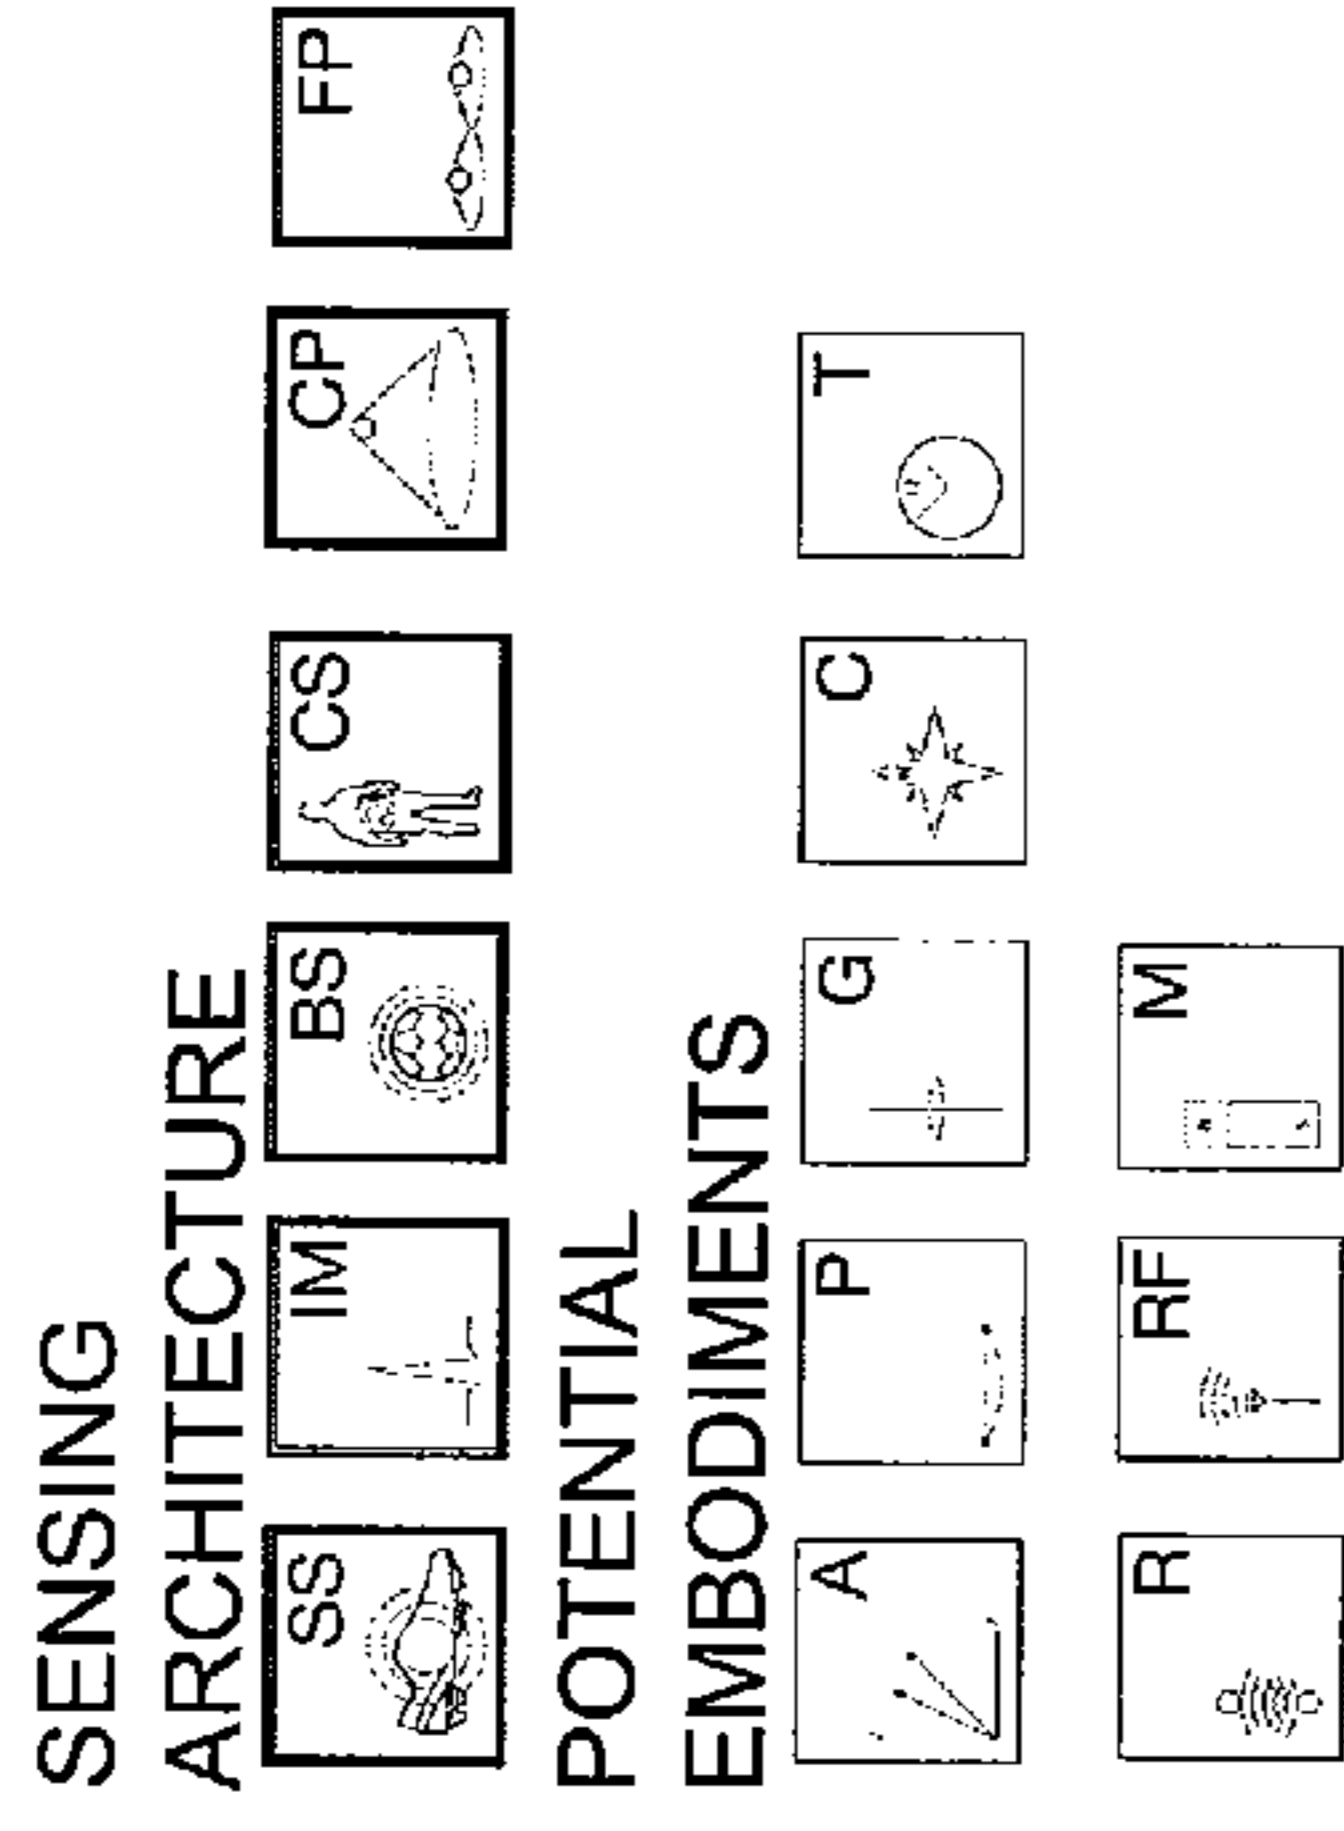 SENSING
ARCHITECTURE
SS IM BS CS CP FP
POTENTIAL
EMBODIMENTS
A P G C T
R RF M